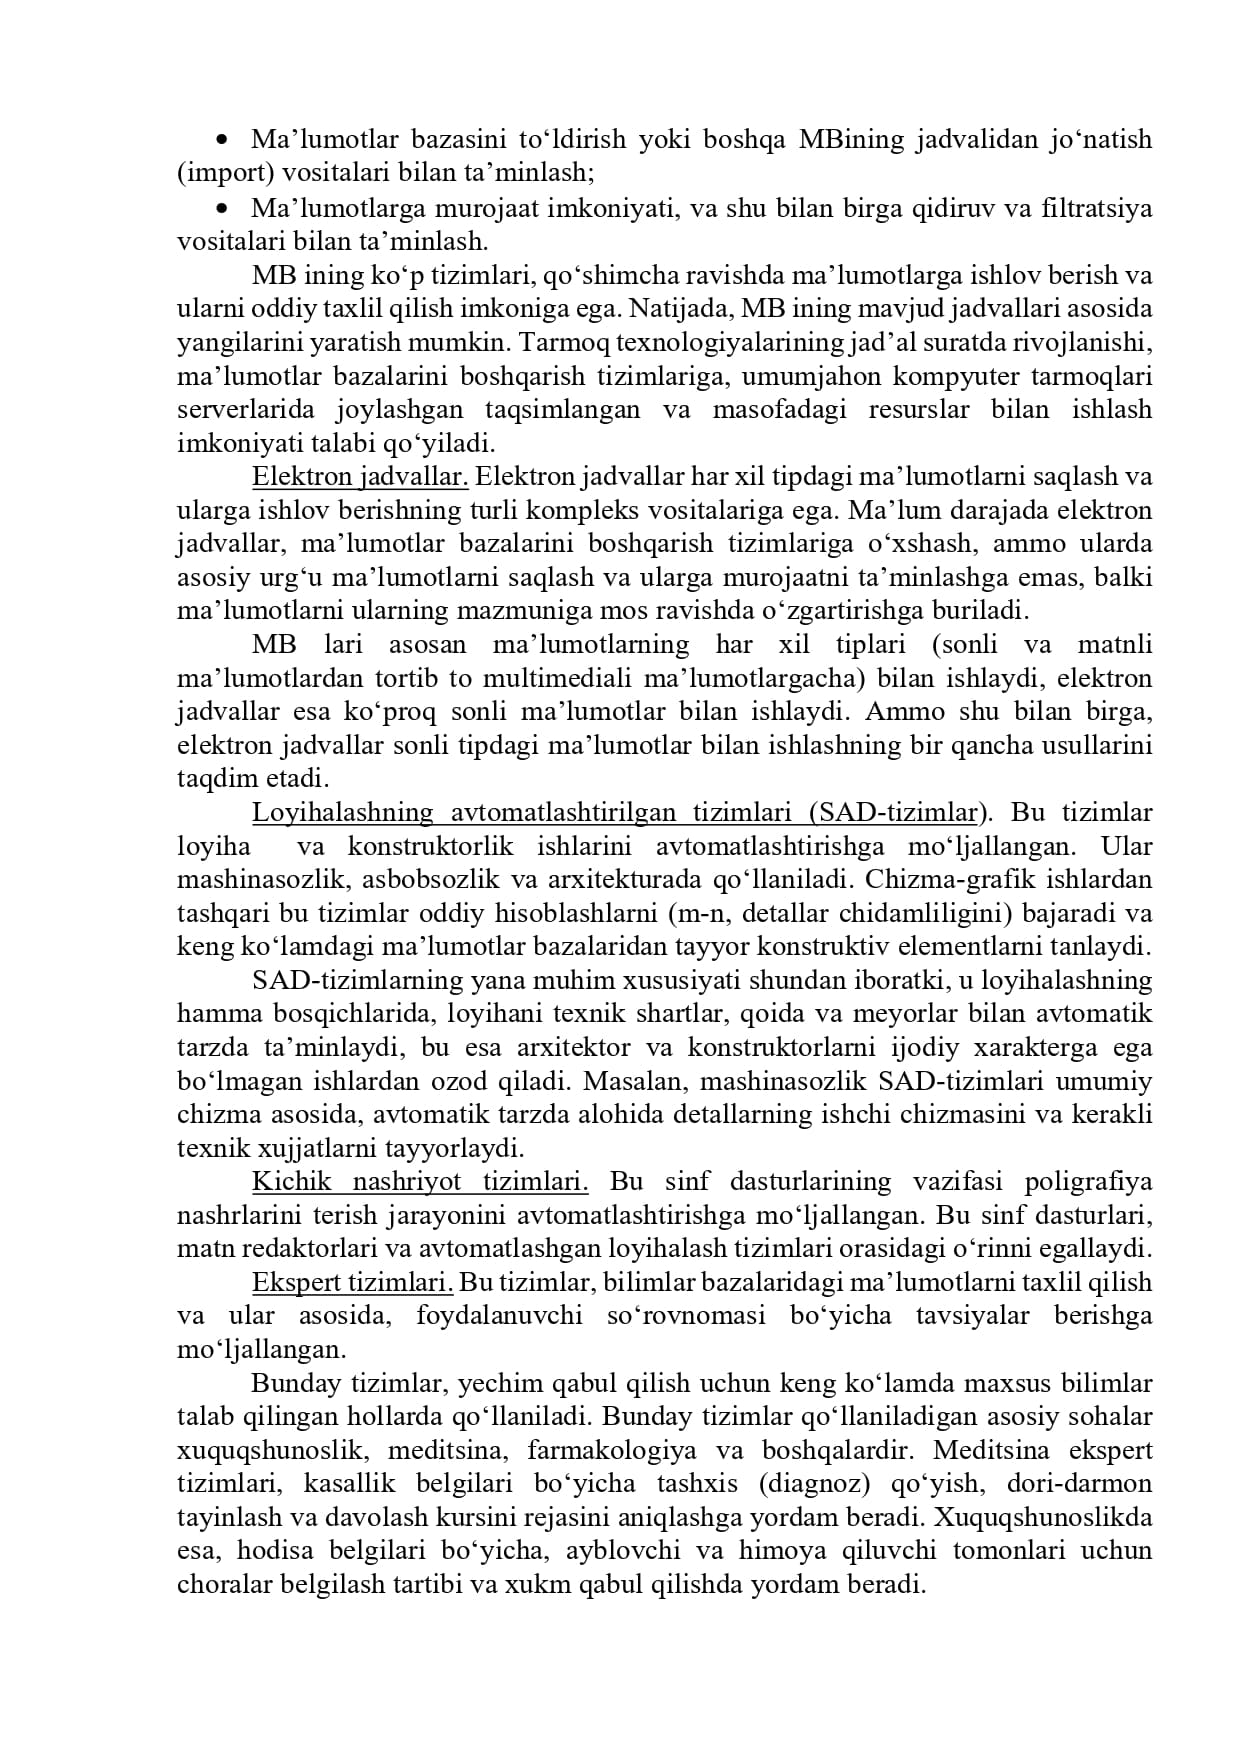 • Ma’lumotlar bazasini to‘ldirish yoki boshqa MBining jadvalidan jo‘natish
(import) vositalari bilan ta’minlash;
• Ma’lumotlarga murojaat imkoniyati, va shu bilan birga qidiruv va filtratsiya
vositalari bilan ta’minlash.
MB ining ko‘p tizimlari, qo‘shimcha ravishda ma’lumotlarga ishlov berish va
ularni oddiy taxlil qilish imkoniga ega. Natijada, MB ining mavjud jadvallari asosida
yangilarini yaratish mumkin. Tarmoq texnologiyalarining jad’al suratda rivojlanishi,
ma’lumotlar bazalarini boshqarish tizimlariga, umumjahon kompyuter tarmoqlari
serverlarida joylashgan taqsimlangan va masofadagi resurslar bilan ishlash
imkoniyati talabi qo‘yiladi.
Elektron jadvallar. Elektron jadvallar har xil tipdagi ma’lumotlarni saqlash va
ularga ishlov berishning turli kompleks vositalariga ega. Ma’lum darajada elektron
jadvallar, ma’lumotlar bazalarini boshqarish tizimlariga o‘xshash, ammo ularda
asosiy urg‘u ma’lumotlarni saqlash va ularga murojaatni ta’minlashga emas, balki
ma’lumotlarni ularning mazmuniga mos ravishda o‘zgartirishga buriladi.
MB lari asosan ma’lumotlarning har xil tiplari (sonli va matnli
ma’lumotlardan tortib to multimediali ma’lumotlargacha) bilan ishlaydi, elektron
jadvallar esa ko‘proq sonli ma’lumotlar bilan ishlaydi. Ammo shu bilan birga,
elektron jadvallar sonli tipdagi ma’lumotlar bilan ishlashning bir qancha usullarini
taqdim etadi.
Loyihalashning avtomatlashtirilgan tizimlari (SAD-tizimlar). Bu tizimlar
loyiha va konstruktorlik ishlarini avtomatlashtirishga mo‘ljallangan. Ular
mashinasozlik, asbobsozlik va arxitekturada qo‘llaniladi. Chizma-grafik ishlardan
tashqari bu tizimlar oddiy hisoblashlarni (m-n, detallar chidamliligini) bajaradi va
keng ko‘lamdagi ma’lumotlar bazalaridan tayyor konstruktiv elementlarni tanlaydi.
SAD-tizimlarning yana muhim xususiyati shundan iboratki, u loyihalashning
hamma bosqichlarida, loyihani texnik shartlar, qoida va meyorlar bilan avtomatik
tarzda ta’minlaydi, bu esa arxitektor va konstruktorlarni ijodiy xarakterga ega
bo‘lmagan ishlardan ozod qiladi. Masalan, mashinasozlik SAD-tizimlari umumiy
chizma asosida, avtomatik tarzda alohida detallarning ishchi chizmasini va kerakli
texnik xujjatlarni tayyorlaydi.
Kichik nashriyot tizimlari. Bu sinf dasturlarining vazifasi poligrafiya
nashrlarini terish jarayonini avtomatlashtirishga mo‘ljallangan. Bu sinf dasturlari,
matn redaktorlari va avtomatlashgan loyihalash tizimlari orasidagi o‘rinni egallaydi.
Ekspert tizimlari. Bu tizimlar, bilimlar bazalaridagi ma’lumotlarni taxlil qilish
va ular asosida, foydalanuvchi so‘rovnomasi bo‘yicha tavsiyalar berishga
mo‘ljallangan.
Bunday tizimlar, yechim qabul qilish uchun keng ko‘lamda maxsus bilimlar
talab qilingan hollarda qo‘llaniladi. Bunday tizimlar qo‘llaniladigan asosiy sohalar
xuquqshunoslik, meditsina, farmakologiya va boshqalardir. Meditsina ekspert
tizimlari, kasallik belgilari bo‘yicha tashxis (diagnoz) qo‘yish, dori-darmon
tayinlash va davolash kursini rejasini aniqlashga yordam beradi. Xuquqshunoslikda
esa, hodisa belgilari bo‘yicha, ayblovchi va himoya qiluvchi tomonlari uchun
choralar belgilash tartibi va xukm qabul qilishda yordam beradi.